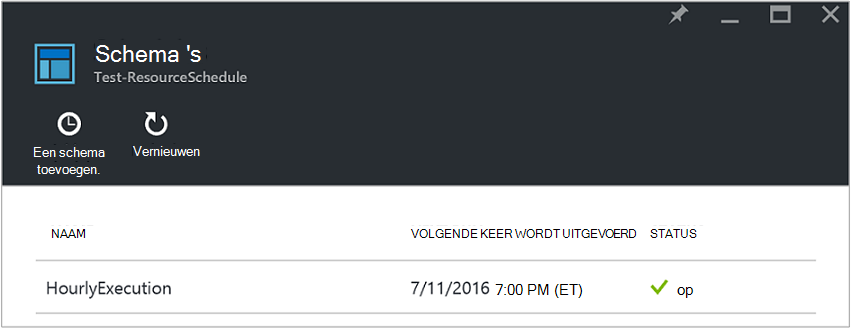 Schema 's
Test-ResourceSchedule
Een schema
toevoegen.
Vernieuwen
NAAM VOLGENDE KEER WORDT UITGEVOERD STATUS
HourlyExecution 7/11/2016 7:00 PM (ET) op